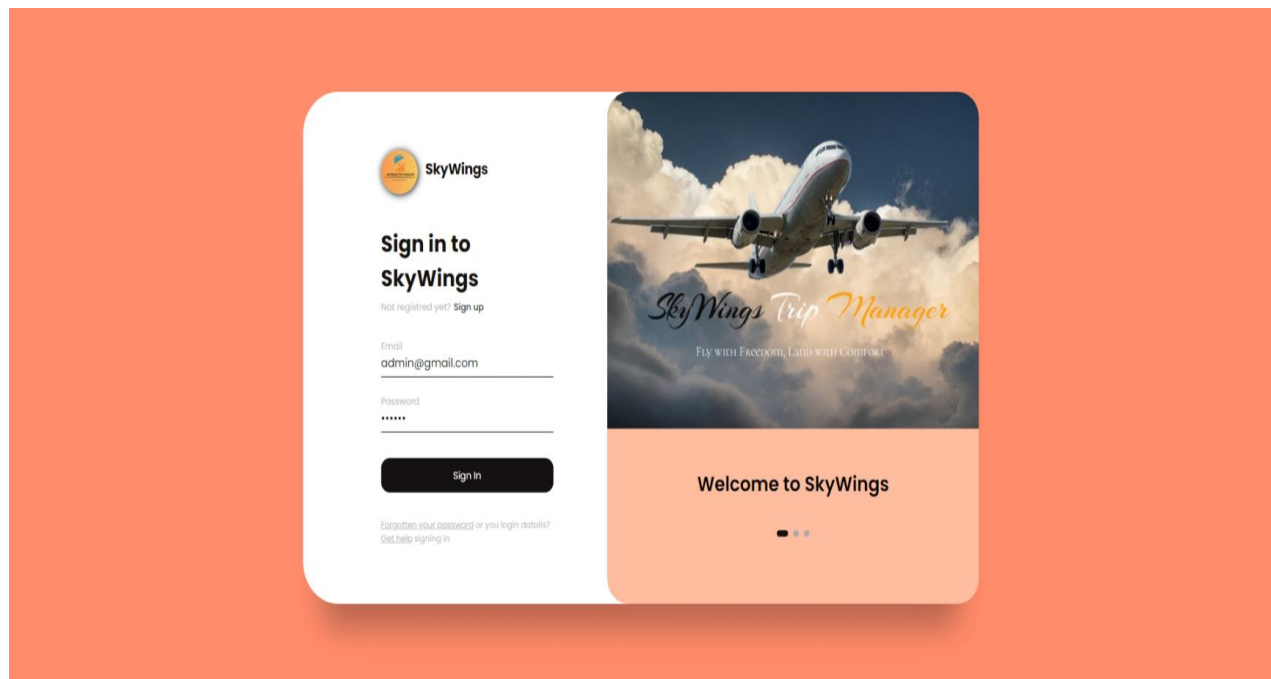 SkyWings
Sign in to
SkyWings
Not registred yet? Sign up
Email
admin@gmail.com
Password
••••••
Sign In
Forgotten your password or you login datails?
Get help signing in
SkyWings Trip Manager
Fly with Freedom, Land with Comfort
Welcome to SkyWings